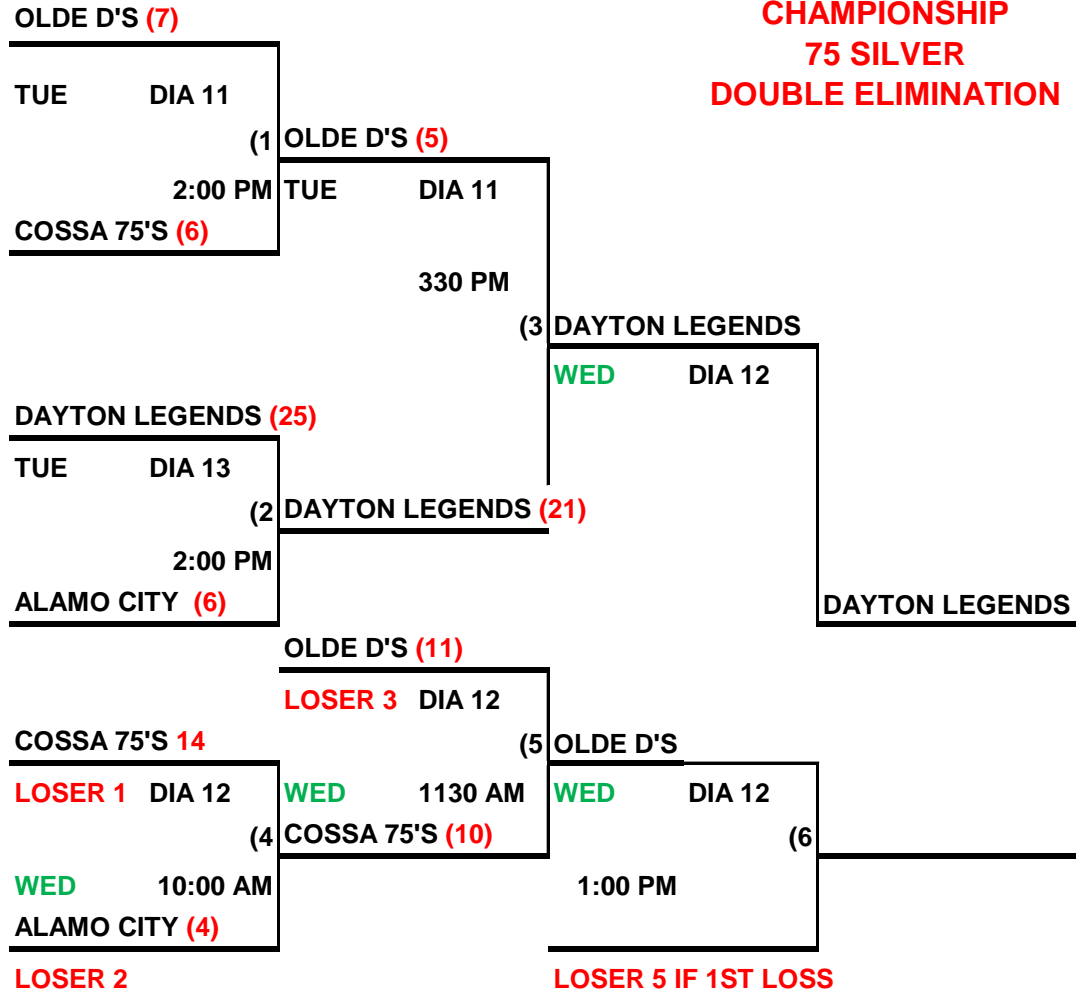 CHAMPIONSHIP
75 SILVER
DOUBLE ELIMINATION
OLDE D'S (7)
TUE DIA 11
(1 OLDE D'S (5)
2:00 PM TUE DIA 11
COSSA 75'S (6)
330 PM
(3 DAYTON LEGENDS
WED DIA 12
DAYTON LEGENDS (25)
TUE DIA 13
(2 DAYTON LEGENDS (21)
2:00 PM
ALAMO CITY (6)
DAYTON LEGENDS
OLDE D'S (11)
LOSER 3 DIA 12
COSSA 75'S 14
(5 OLDE D'S
LOSER 1 DIA 12 WED 1130 AM WED DIA 12
(4 COSSA 75'S (10) (6
WED 10:00 AM 1:00 PM
ALAMO CITY (4)
LOSER 2 LOSER 5 IF 1ST LOSS